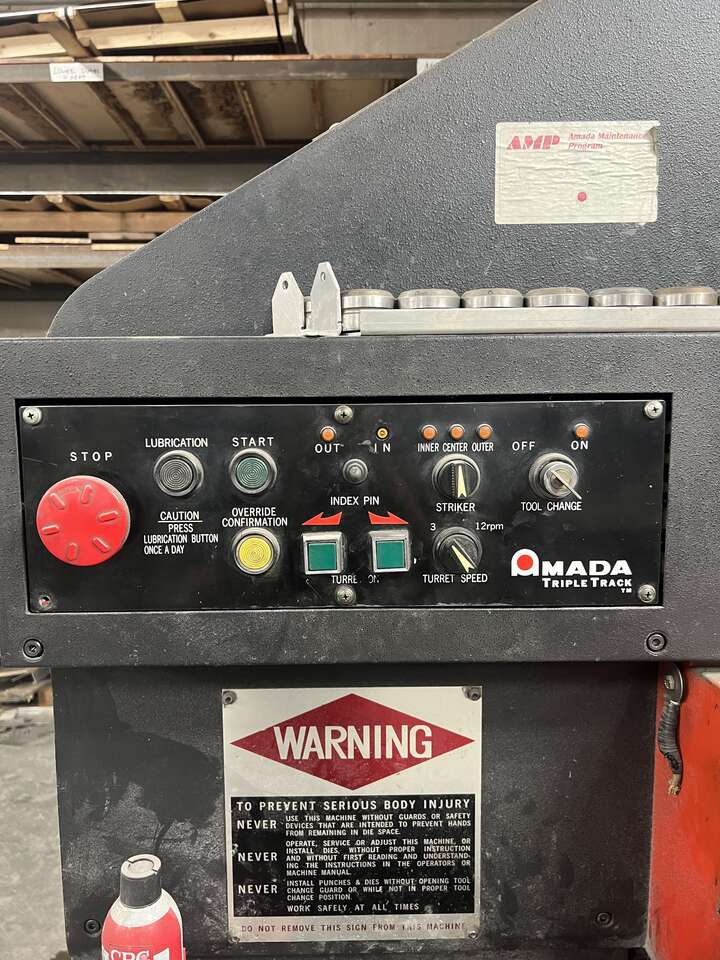 AMP Amada Maintenance
Program
STOP
LUBRICATION
START
OUT IN
INNER CENTER OUTER
OFF ON
INDEX PIN
STRIKER
TOOL CHANGE
CAUTION
PRESS
LUBRICATION BUTTON
ONCE A DAY
OVERRIDE
CONFIRMATION
3 12rpm
TURRET ON
TURRET SPEED
AMADA
TRIPLETRACK
TM
WARNING
TO PREVENT SERIOUS BODY INJURY
NEVER USE THIS MACHINE WITHOUT GUARDS OR SAFETY
DEVICES THAT ARE INTENDED TO PREVENT HANDS
FROM REMAINING IN DIE SPACE.
NEVER OPERATE, SERVICE OR ADJUST THIS MACHINE, OR
INSTALL DIES, WITHOUT PROPER INSTRUCTION
AND WITHOUT FIRST READING AND UNDERSTAND-
ING THE INSTRUCTIONS IN THE OPERATORS OR
MACHINE MANUAL.
NEVER INSTALL PUNCHES & DIES WITHOUT OPENING TOOL
CHANGE GUARD OR WHILE NOT IN PROPER TOOL
CHANGE POSITION.
WORK SAFELY AT ALL TIMES
DO NOT REMOVE THIS SIGN FROM THIS MACHINE
CRC